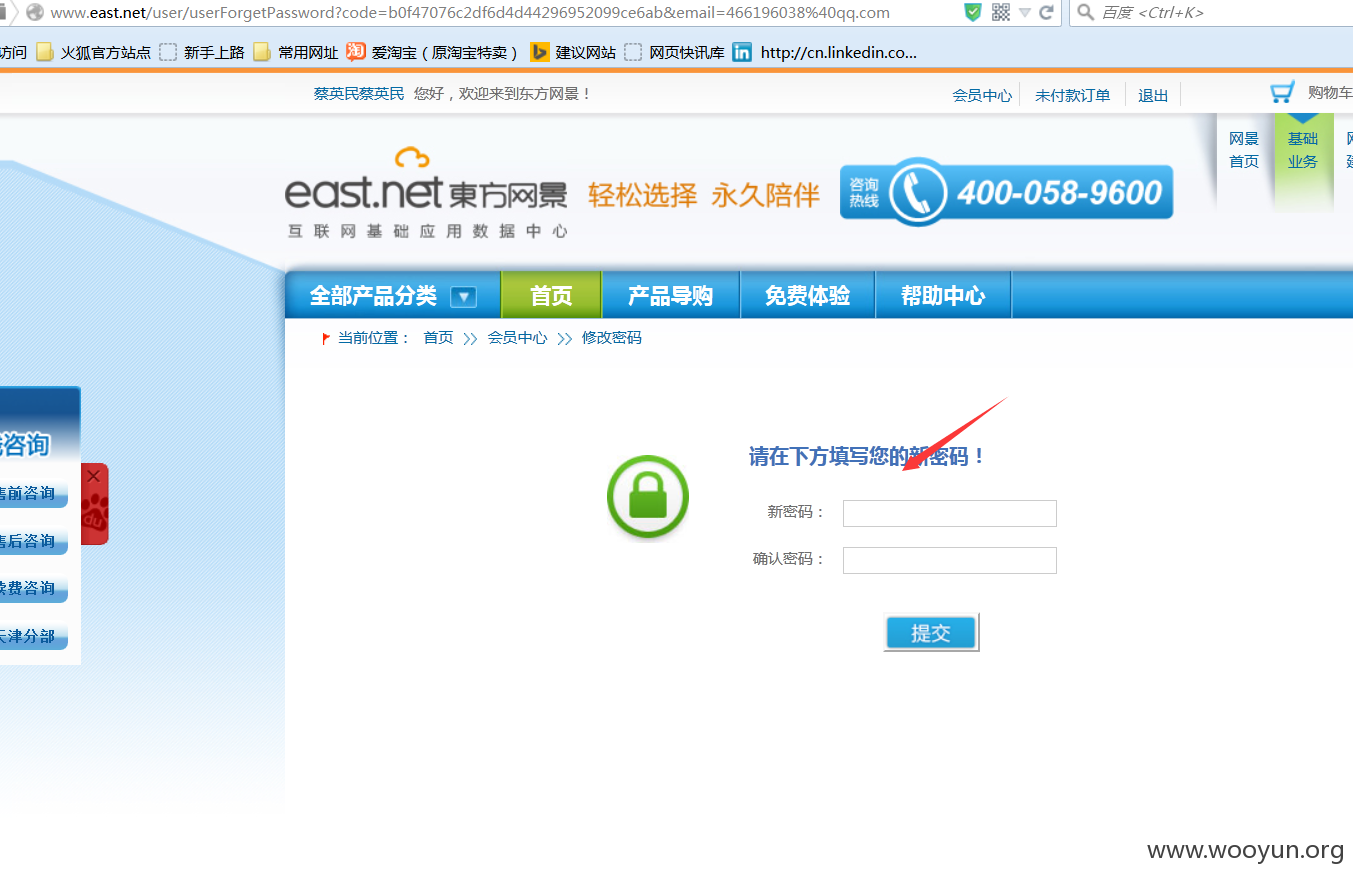 www.east.net/user/userForgetPassword?code=b0f47076c2df6d4d44296952099ce6ab&email=466196038%40qq.com
百度 <Ctrl+K>
访问 火狐官方站点 新手上路 常用网址 淘 爱淘宝（原淘宝特卖） 建议网站 网页快讯库 in http://cn.linkedin.co...
蔡英民蔡英民 您好，欢迎来到东方网景！
会员中心 未付款订单 退出 购物车
网景 基础
首页 业务
east.net 東方网景 轻松选择 永久陪伴
咨询热线 400-058-9600
互联网基础应用数据中心
全部产品分类 首页 产品导购 免费体验 帮助中心
当前位置： 首页 >> 会员中心 >> 修改密码
咨询
售前咨询
du
售后咨询
续费咨询
天津分部
请在下方填写您的新密码！
新密码：
确认密码：
提交
www.wooyun.org